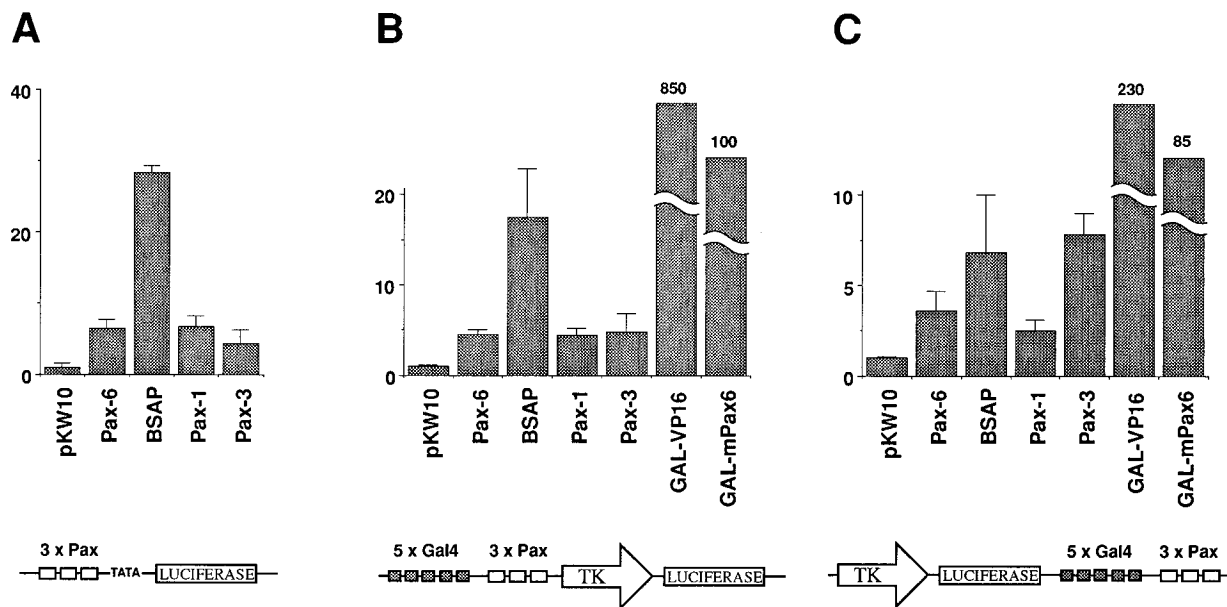 A
40
20
0
pKW10
Pax-6
BSAP
Pax-1
Pax-3
3 x Pax
TATA
LUCIFERASE
B
850
100
20
10
0
pKW10
Pax-6
BSAP
Pax-1
Pax-3
GAL-VP16
GAL-mPax6
5 x Gal4 3 x Pax
TK
LUCIFERASE
C
230
85
10
5
0
pKW10
Pax-6
BSAP
Pax-1
Pax-3
GAL-VP16
GAL-mPax6
5 x Gal4 3 x Pax
TK
LUCIFERASE